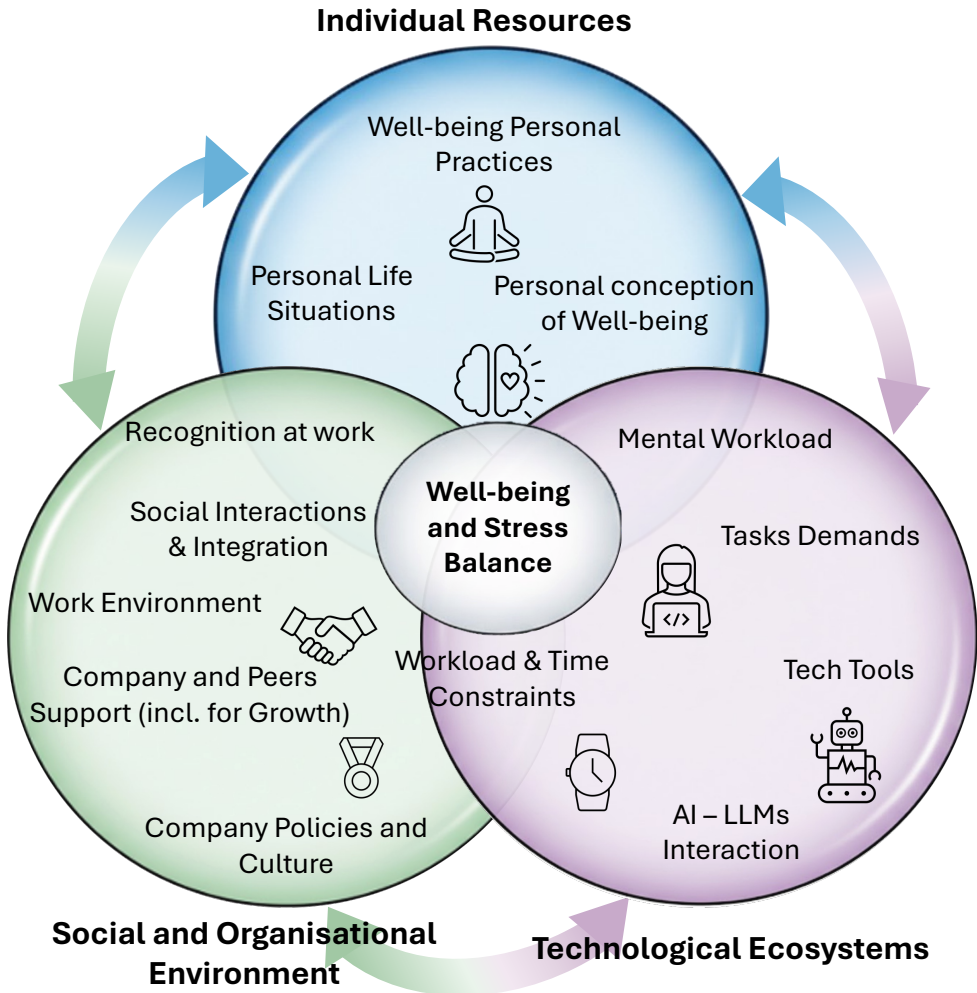 Individual Resources
Well-being Personal
Practices
Personal Life
Situations
Personal conception
of Well-being
Recognition at work
Social Interactions
& Integration
Work Environment
Company and Peers
Support (incl. for Growth)
Company Policies and
Culture
Well-being
and Stress
Balance
Mental Workload
Tasks Demands
</>
Workload & Time
Constraints
Tech Tools
AI – LLMs
Interaction
Social and Organisational
Environment
Technological Ecosystems